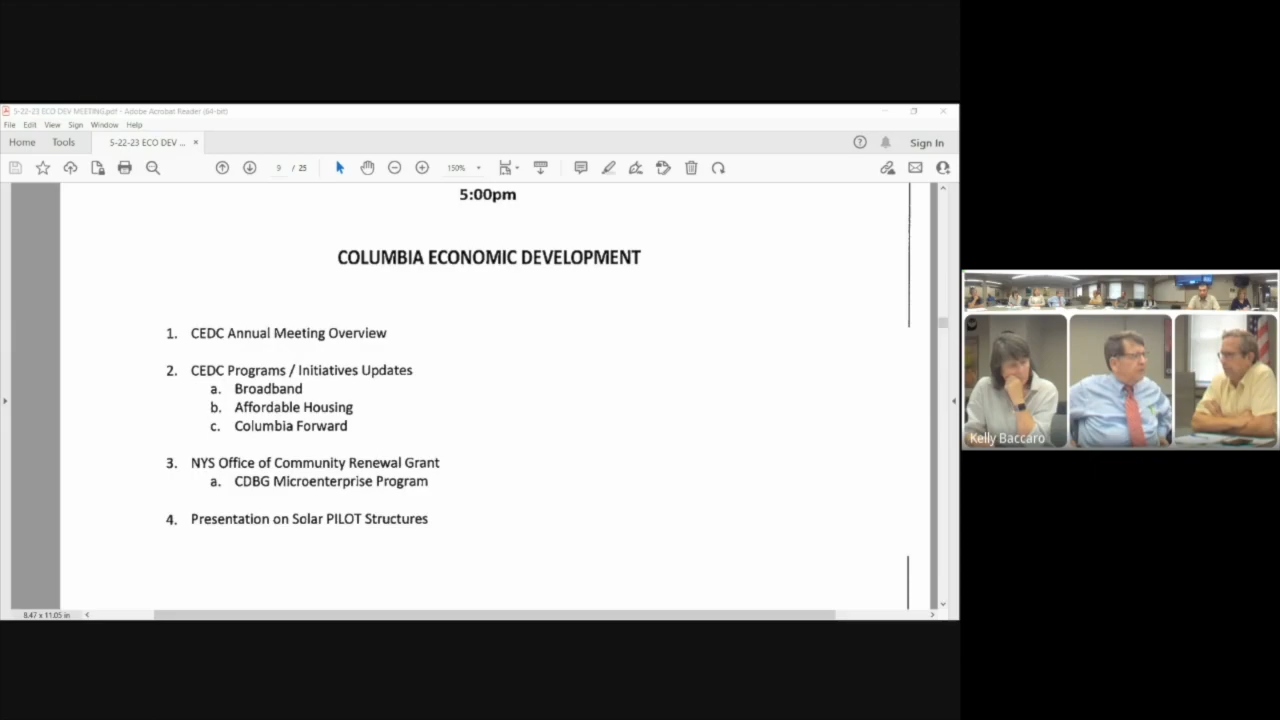 5-22-23 ECO DEV MEETING.pdf - Adobe Acrobat Reader (64-bit)
File Edit View Sign Window Help
Home Tools 5-22-23 ECO DEV ... × Sign In
9 / 25 150%
5:00pm
COLUMBIA ECONOMIC DEVELOPMENT
1. CEDC Annual Meeting Overview
2. CEDC Programs / Initiatives Updates
a. Broadband
b. Affordable Housing
c. Columbia Forward
3. NYS Office of Community Renewal Grant
a. CDBG Microenterprise Program
4. Presentation on Solar PILOT Structures
8.47 x 11.05 in
Kelly Baccaro